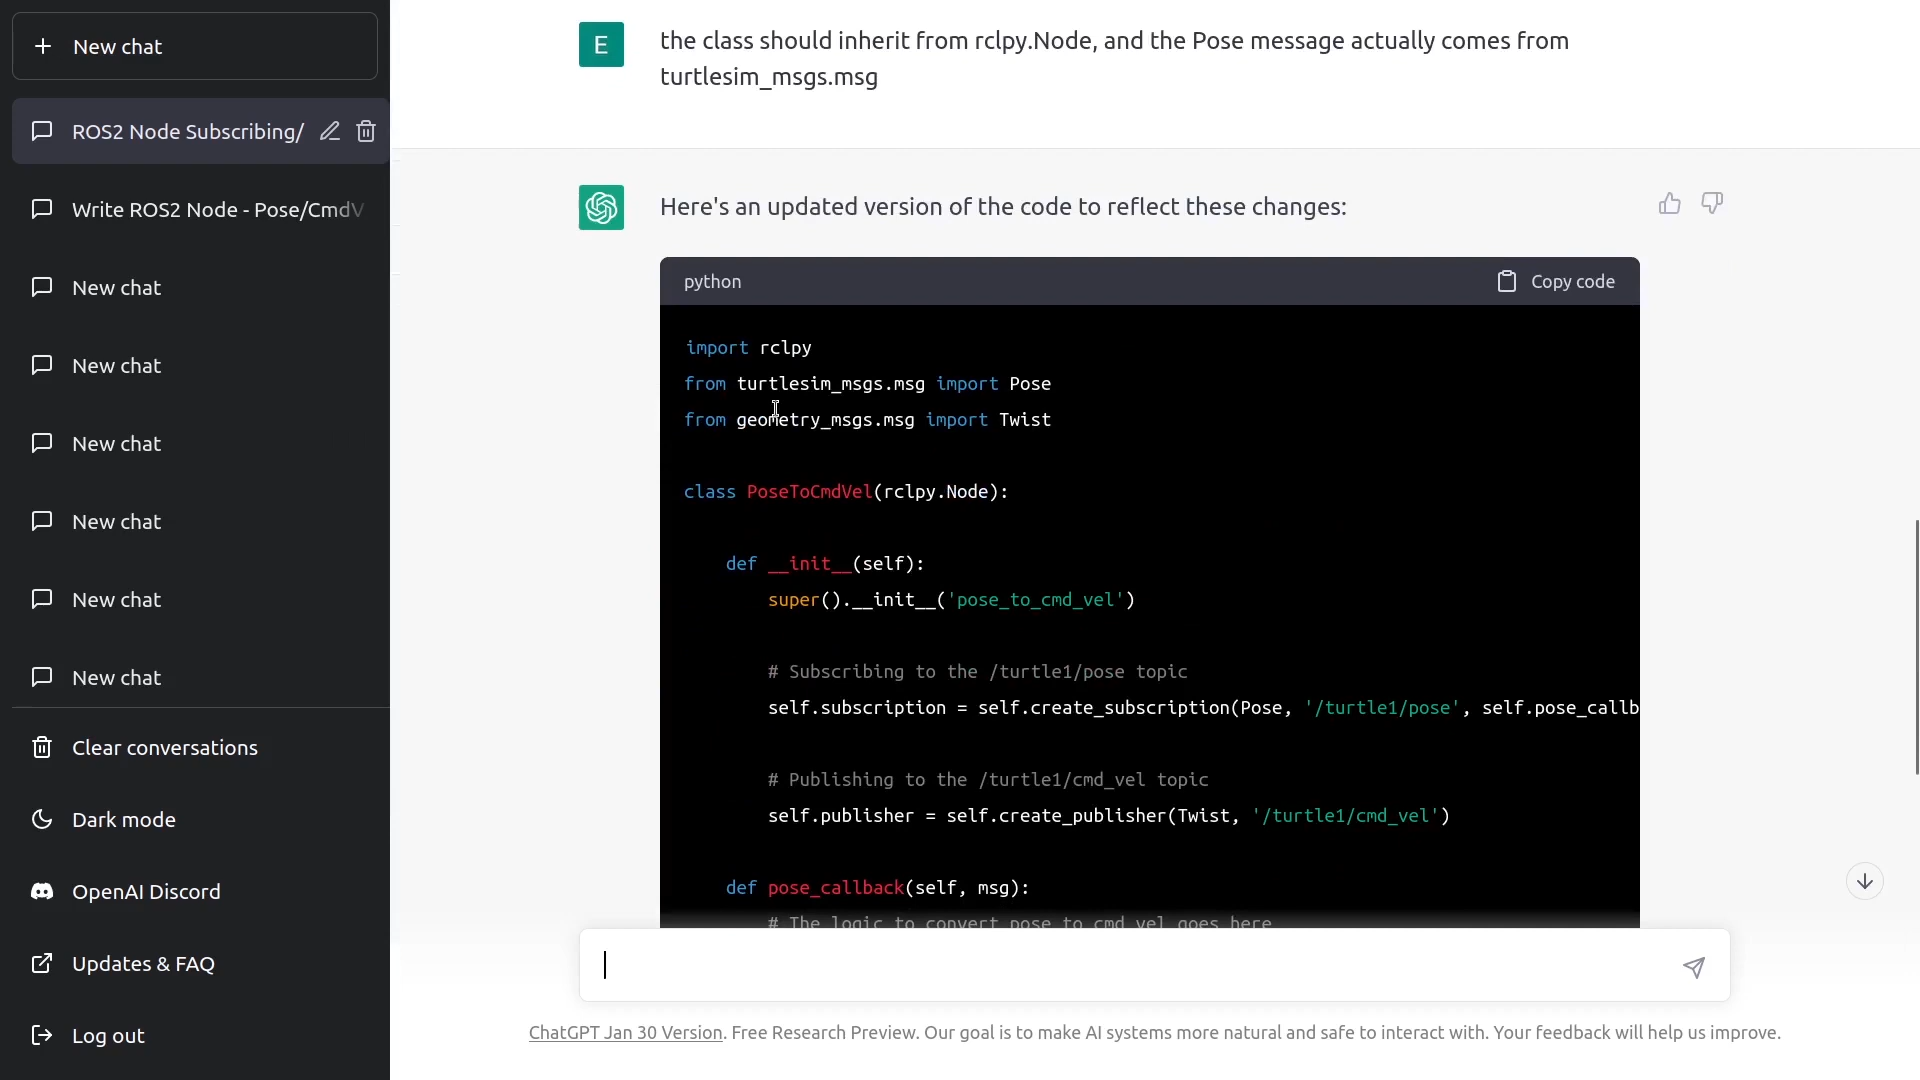 New chat
ROS2 Node Subscribing/
Write ROS2 Node - Pose/CmdV
New chat
New chat
New chat
New chat
New chat
New chat
Clear conversations
Dark mode
OpenAI Discord
Updates & FAQ
Log out
E
the class should inherit from rclpy.Node, and the Pose message actually comes from
turtlesim_msgs.msg
Here's an updated version of the code to reflect these changes:
python
Copy code
import rclpy
from turtlesim_msgs.msg import Pose
from geometry_msgs.msg import Twist
class PoseToCmdVel(rclpy.Node):
def __init__(self):
super().__init__('pose_to_cmd_vel')
# Subscribing to the /turtle1/pose topic
self.subscription = self.create_subscription(Pose, '/turtle1/pose', self.pose_callb
# Publishing to the /turtle1/cmd_vel topic
self.publisher = self.create_publisher(Twist, '/turtle1/cmd_vel')
def pose_callback(self, msg):
# The logic to convert pose to cmd_vel goes here
ChatGPT Jan 30 Version. Free Research Preview. Our goal is to make AI systems more natural and safe to interact with. Your feedback will help us improve.